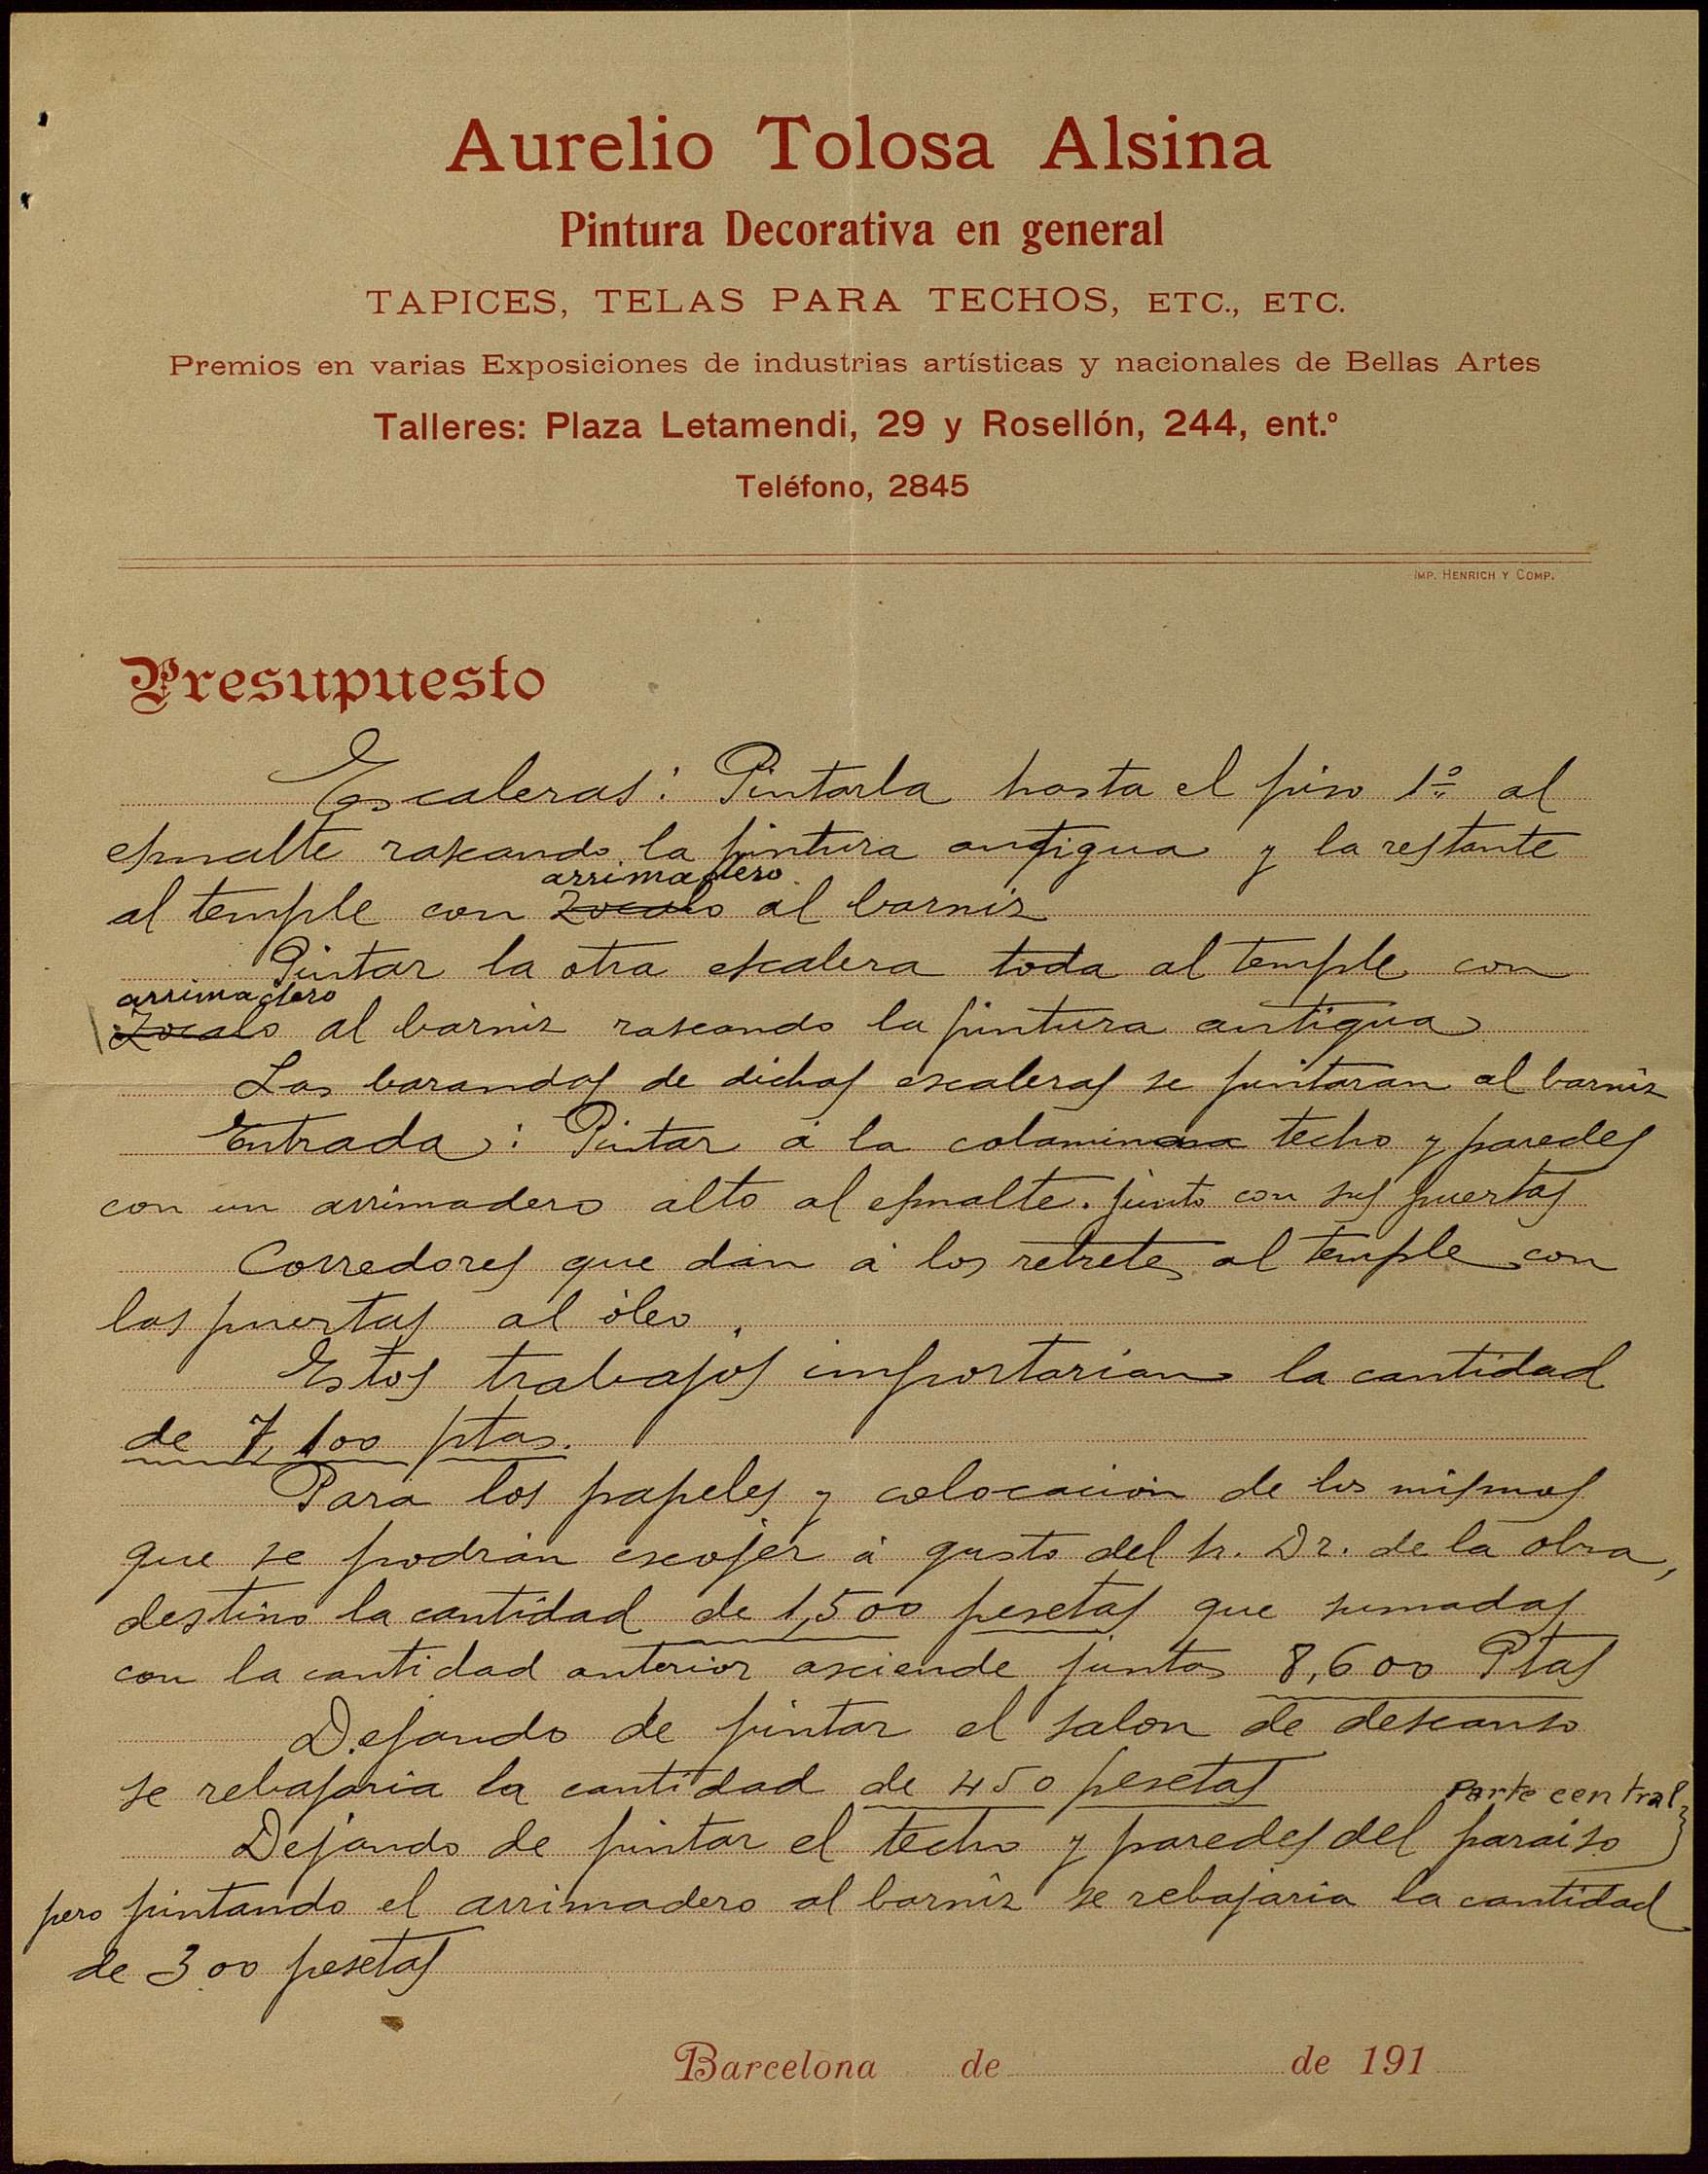 Aurelio Tolosa Alsina
Pintura Decorativa en general
TAPICES, TELAS PARA TECHOS, ETC., ETC.
Premios en varias Exposiciones de industrias artísticas y nacionales de Bellas Artes
Talleres: Plaza Letamendi, 29 y Rosellón, 244, ent.º
Teléfono, 2845
IMP. HENRICH Y COMP.
Presupuesto
Escaleras: Pintarla hasta el piso 1º al
esmalte rascando la pintura antigua y la restante
arrimadero
al temple con Zocalo al barniz
Pintar la otra escalera toda al temple con
arrimadero
Zocalo al barniz rascando la pintura antigua
Las barandas de dichas escaleras se pintaran al barniz
Entrada: Pintar á la colamina techo y paredes
con un arrimadero alto al esmalte. junto con sus puertas
Corredores que dan á los retretes al temple con
las puertas al óleo.
Estos trabajos importarian la cantidad
de 7,100 ptas.
Para los papeles y colocación de los mismos
que se podrán escojer á gusto del Sr. Dr. de la obra,
destino la cantidad de 1,500 pesetas que sumadas
con la cantidad anterior asciende juntas 8,600 Ptas
Dejando de pintar el salon de descanso
se rebajaria la cantidad de 450 pesetas
Parte central
Dejando de pintar el techo y paredes del paraiso
pero pintando el arrimadero al barniz se rebajaria la cantidad
de 300 pesetas
Barcelona de de 191